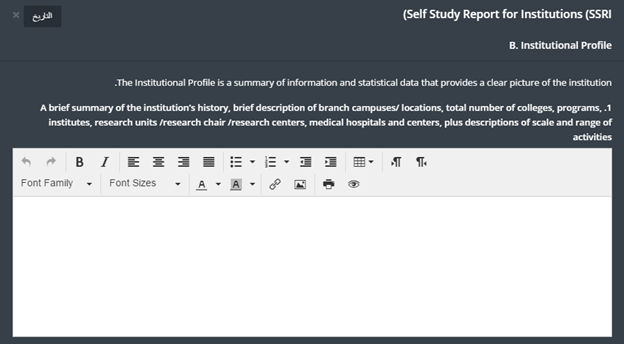 × التاريخ
(Self Study Report for Institutions (SSRI
B. Institutional Profile
.The Institutional Profile is a summary of information and statistical data that provides a clear picture of the institution
A brief summary of the institution's history, brief description of branch campuses/ locations, total number of colleges, programs, .1
institutes, research units /research chair /research centers, medical hospitals and centers, plus descriptions of scale and range of
activities
B I
Font Family Font Sizes A A